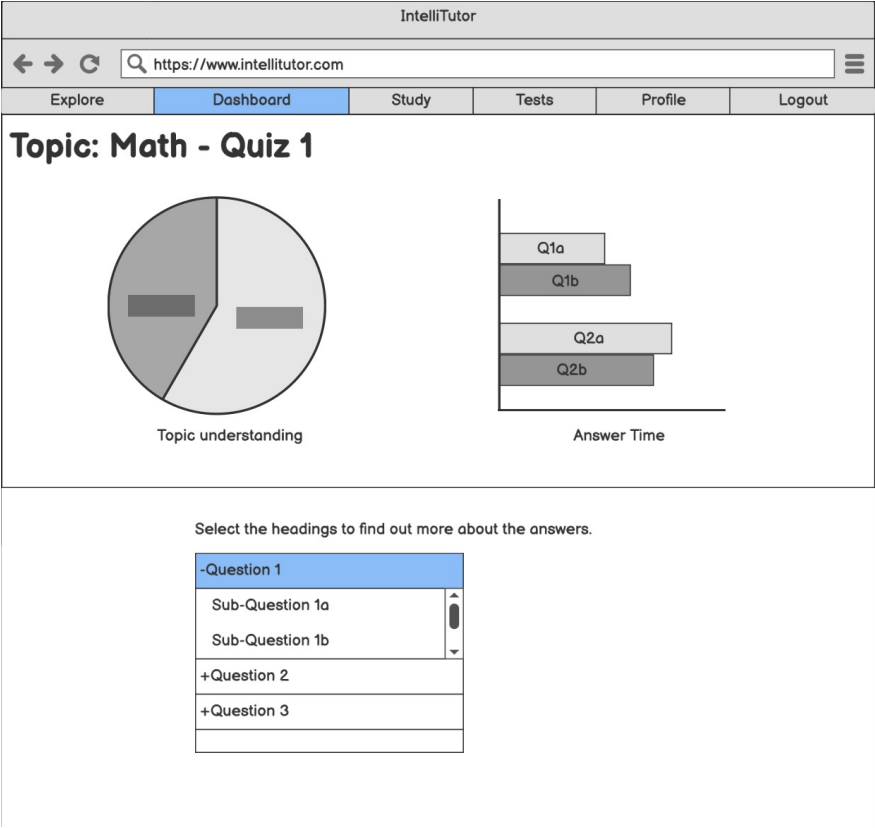 IntelliTutor
https://www.intellitutor.com
Explore Dashboard Study Tests Profile Logout
Topic: Math - Quiz 1
Q1a
Q1b
Q2a
Q2b
Topic understanding
Answer Time
Select the headings to find out more about the answers.
-Question 1
Sub-Question 1a
Sub-Question 1b
+Question 2
+Question 3